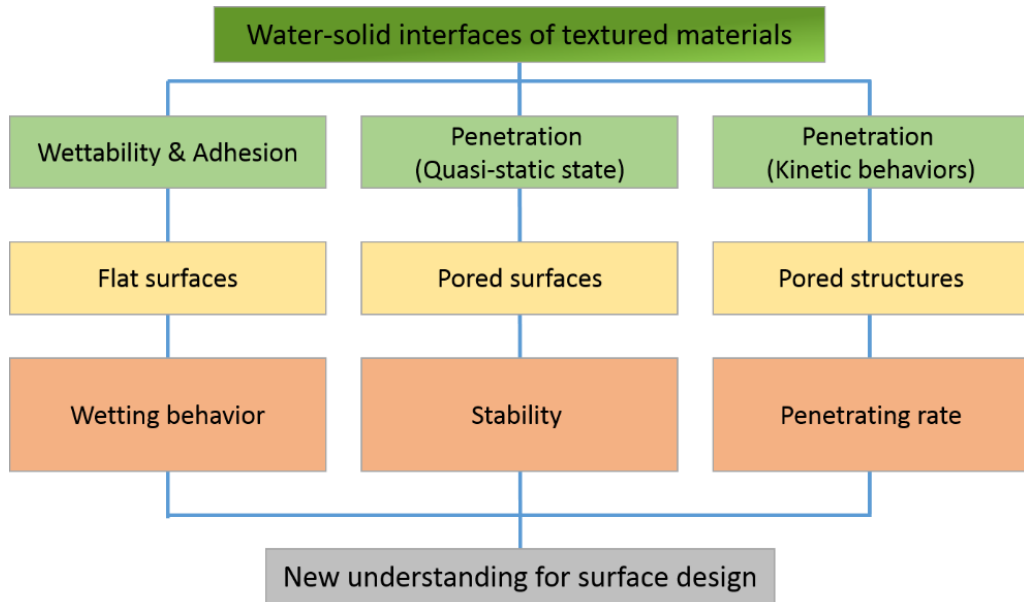 Water-solid interfaces of textured materials
Wettability & Adhesion
Penetration
(Quasi-static state)
Penetration
(Kinetic behaviors)
Flat surfaces
Pored surfaces
Pored structures
Wetting behavior
Stability
Penetrating rate
New understanding for surface design